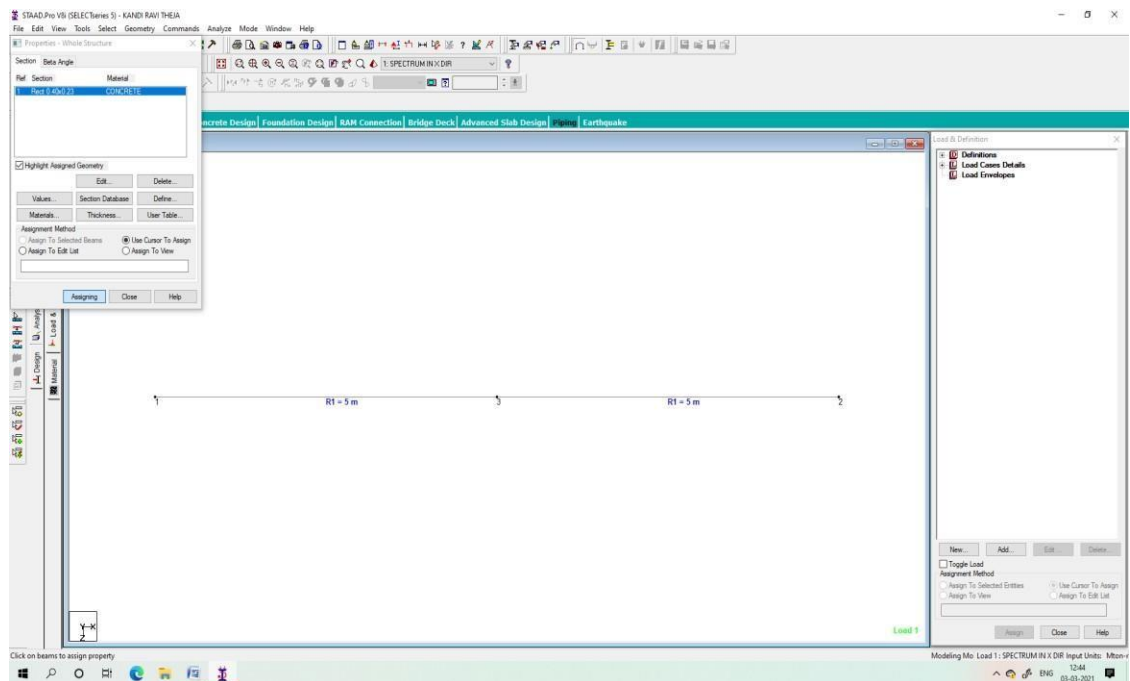 STAAD.Pro V8i (SELECTseries 5) - KANDI RAVI THEJA
File Edit View Tools Select Geometry Commands Analyze Mode Window Help
Properties - Whole Structure
1: SPECTRUM IN X DIR
Section Beta Angle
Ref Section Material
1 Rect 0.40x0.23 CONCRETE
Highlight Assigned Geometry
Edit... Delete...
Values... Section Database Define...
Materials... Thickness... User Table...
Assignment Method
Assign To Selected Beams Use Cursor To Assign
Assign To Edit List Assign To View
Assigning Close Help
Concrete Design Foundation Design RAM Connection Bridge Deck Advanced Slab Design Piping Earthquake
Load & Definition
Definitions
Load Cases Details
Load Envelopes
Design
Material
1 R1 = 5 m 3 R1 = 5 m 2
New... Add... Edit... Delete...
Toggle Load
Assignment Method
Assign To Selected Entities Use Cursor To Assign
Assign To View Assign To Edit List
Assign Close Help
Y X
Z
Load 1
Click on beams to assign property
Modeling Mo Load 1 : SPECTRUM IN X DIR Input Units:
ENG 12:44
03-03-2021